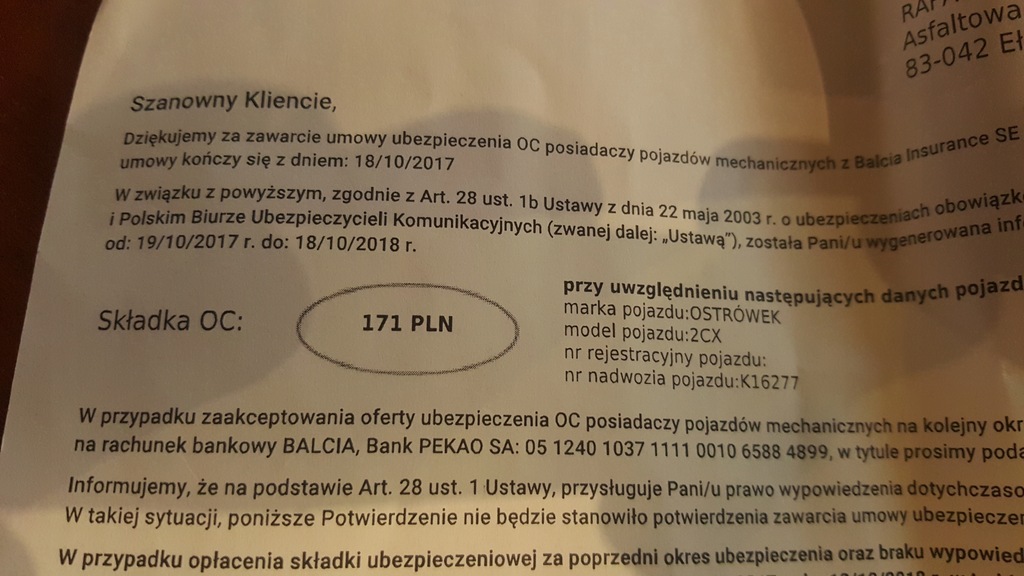 Asfaltowa
83-042
Szanowny Kliencie,
Dziękujemy za zawarcie umowy ubezpieczenia OC posiadaczy pojazdów mechanicznych z Balcia Insurance SE
umowy kończy się z dniem: 18/10/2017
W związku z powyższym, zgodnie z Art. 28 ust. 1b Ustawy z dnia 22 maja 2003 r. o ubezpieczeniach
i Polskim Biurze Ubezpieczycieli Komunikacyjnych (zwanej dalej: „Ustawą"), została Pani/u wygenerowana
od: 19/10/2017 r. do: 18/10/2018 r.
Składka OC:
171 PLN
przy uwzględnieniu następujących danych
marka pojazdu:OSTRÓWEK
model pojazdu:2CX
nr rejestracyjny pojazdu:
nr nadwozia pojazdu:K16277
W przypadku zaakceptowania oferty ubezpieczenia OC posiadaczy pojazdów mechanicznych na kolejny
na rachunek bankowy BALCIA, Bank PEKAO SA: 05 1240 1037 1111 0010 6588 4899, w tytule prosimy
Informujemy, że na podstawie Art. 28 ust. 1 Ustawy, przysługuje Pani/u prawo wypowiedzenia
W takiej sytuacji, poniższe Potwierdzenie nie będzie stanowiło potwierdzenia zawarcia umowy
W przypadku opłacenia składki ubezpieczeniowej za poprzedni okres ubezpieczenia oraz braku